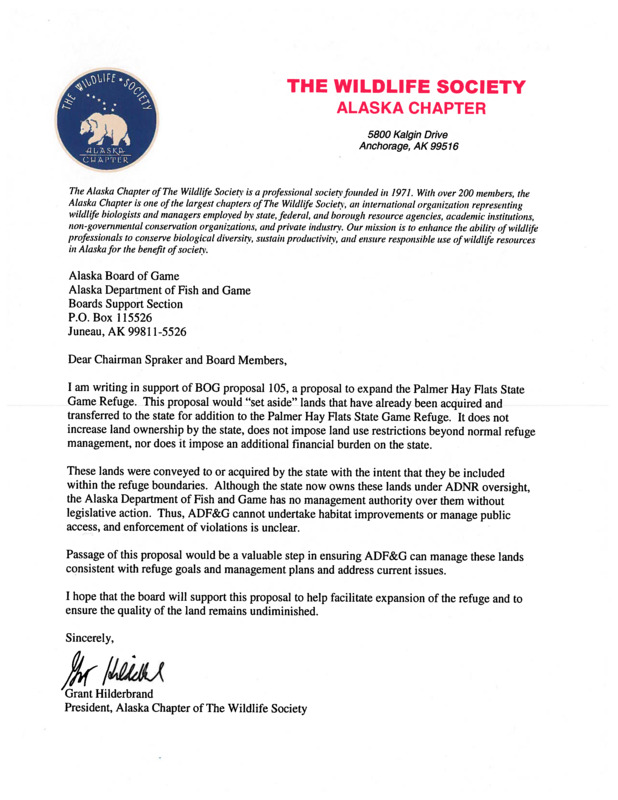 THE WILDLIFE SOCIETY
ALASKA
CHAPTER
THE WILDLIFE SOCIETY
ALASKA CHAPTER
5800 Kalgin Drive
Anchorage, AK 99516
The Alaska Chapter of The Wildlife Society is a professional society founded in 1971. With over 200 members, the
Alaska Chapter is one of the largest chapters of The Wildlife Society, an international organization representing
wildlife biologists and managers employed by state, federal, and borough resource agencies, academic institutions,
non-governmental conservation organizations, and private industry. Our mission is to enhance the ability of wildlife
professionals to conserve biological diversity, sustain productivity, and ensure responsible use of wildlife resources
in Alaska for the benefit of society.
Alaska Board of Game
Alaska Department of Fish and Game
Boards Support Section
P.O. Box 115526
Juneau, AK 99811-5526
Dear Chairman Spraker and Board Members,
I am writing in support of BOG proposal 105, a proposal to expand the Palmer Hay Flats State
Game Refuge. This proposal would “set aside” lands that have already been acquired and
transferred to the state for addition to the Palmer Hay Flats State Game Refuge. It does not
increase land ownership by the state, does not impose land use restrictions beyond normal refuge
management, nor does it impose an additional financial burden on the state.
These lands were conveyed to or acquired by the state with the intent that they be included
within the refuge boundaries. Although the state now owns these lands under ADNR oversight,
the Alaska Department of Fish and Game has no management authority over them without
legislative action. Thus, ADF&G cannot undertake habitat improvements or manage public
access, and enforcement of violations is unclear.
Passage of this proposal would be a valuable step in ensuring ADF&G can manage these lands
consistent with refuge goals and management plans and address current issues.
I hope that the board will support this proposal to help facilitate expansion of the refuge and to
ensure the quality of the land remains undiminished.
Sincerely,
Grant Hilderbrand
President, Alaska Chapter of The Wildlife Society